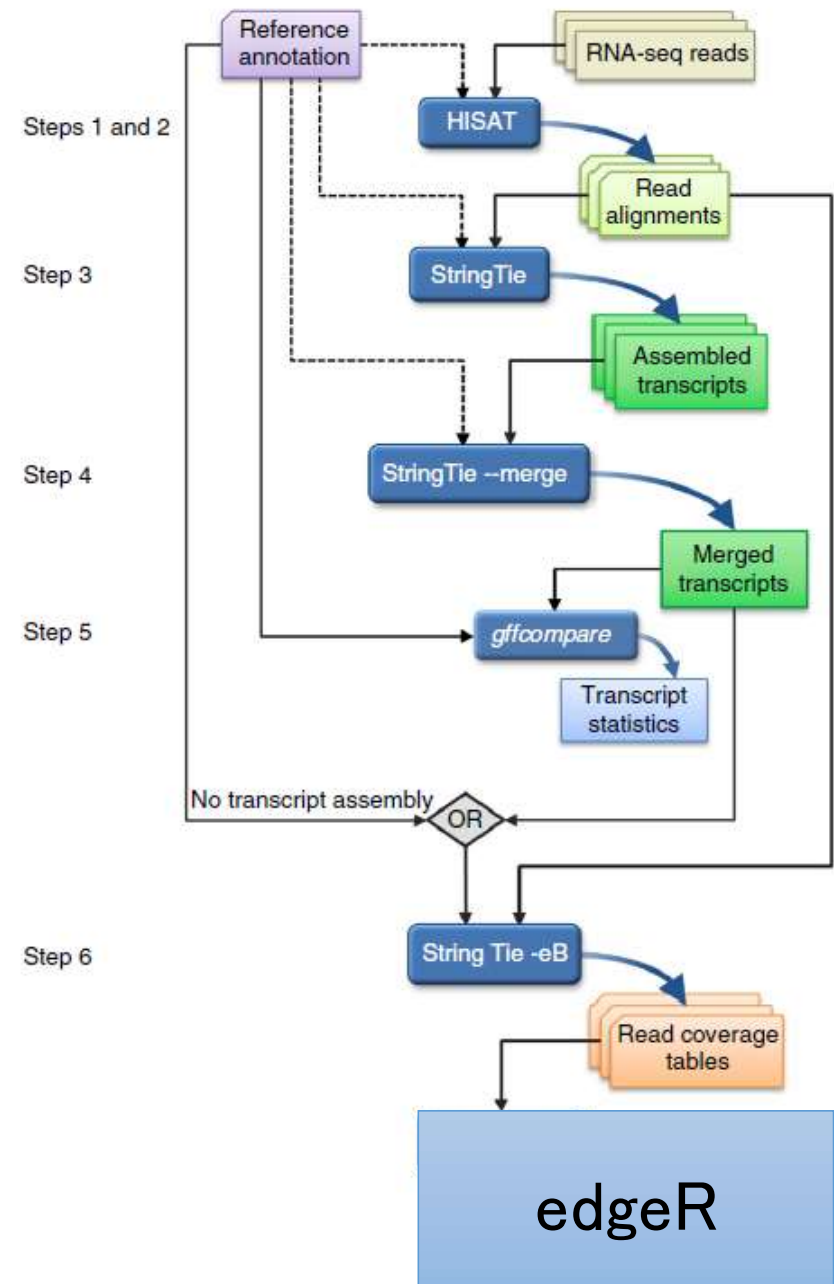 Reference
annotation
RNA-seq reads
Steps 1 and 2
HISAT
Read
alignments
Step 3
StringTie
Assembled
transcripts
Step 4
StringTie --merge
Merged
transcripts
Step 5
gffcompare
Transcript
statistics
No transcript assembly
OR
Step 6
String Tie -eB
Read coverage
tables
edgeR